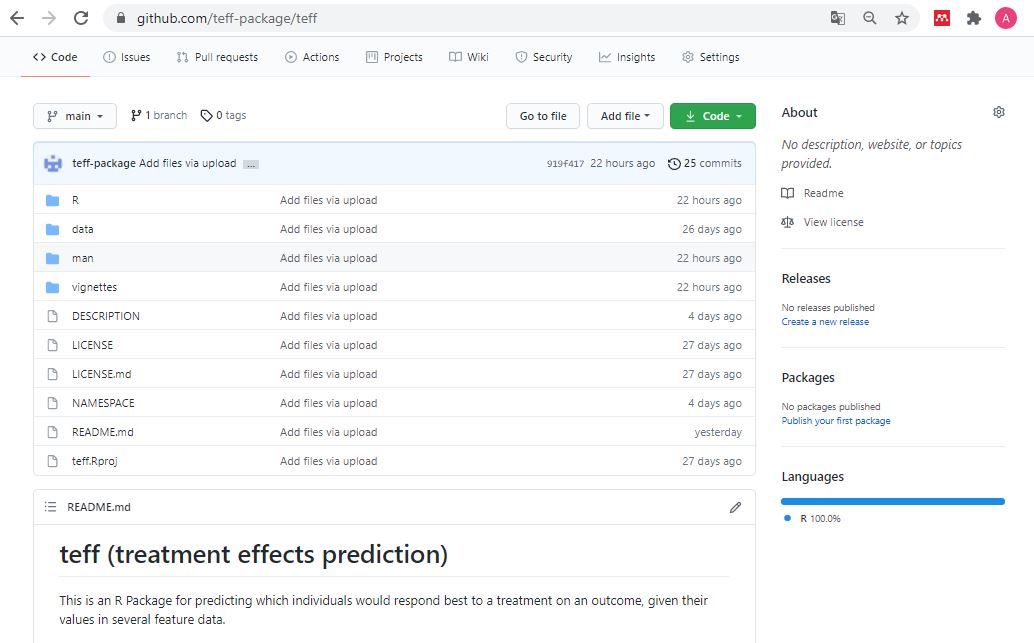 github.com/teff-package/teff
A
Code Issues Pull requests Actions Projects Wiki Security Insights Settings
main 1 branch 0 tags Go to file Add file Code
teff-package Add files via upload ... 919f417 22 hours ago 25 commits
R Add files via upload 22 hours ago
data Add files via upload 26 days ago
man Add files via upload 22 hours ago
vignettes Add files via upload 22 hours ago
DESCRIPTION Add files via upload 4 days ago
LICENSE Add files via upload 27 days ago
LICENSE.md Add files via upload 27 days ago
NAMESPACE Add files via upload 4 days ago
README.md Add files via upload yesterday
teff.Rproj Add files via upload 27 days ago
README.md
teff (treatment effects prediction)
This is an R Package for predicting which individuals would respond best to a treatment on an outcome, given their
values in several feature data.
About
No description, website, or topics
provided.
Readme
View license
Releases
No releases published
Create a new release
Packages
No packages published
Publish your first package
Languages
R 100.0%